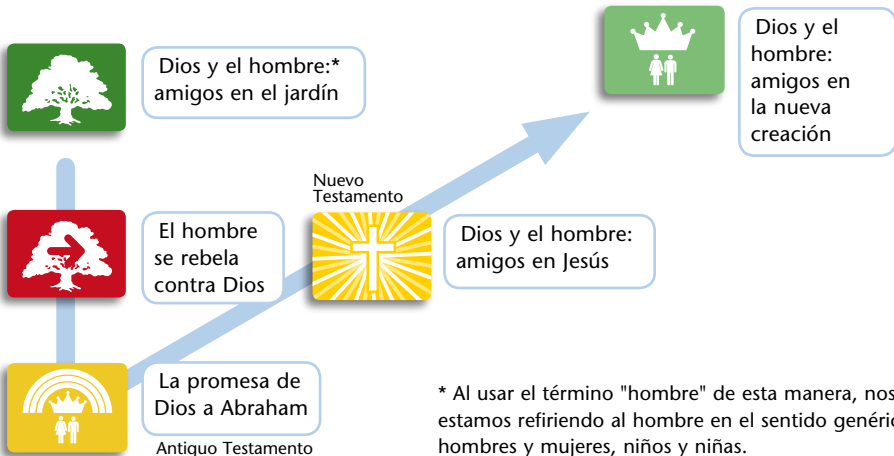 Dios y el hombre:*
amigos en el jardín
Dios y el
hombre:
amigos en
la nueva
creación
Nuevo
Testamento
El hombre
se rebela
contra Dios
Dios y el hombre:
amigos en Jesús
La promesa de
Dios a Abraham
Antiguo Testamento
* Al usar el término "hombre" de esta manera, nos
estamos refiriendo al hombre en el sentido
hombres y mujeres, niños y niñas.